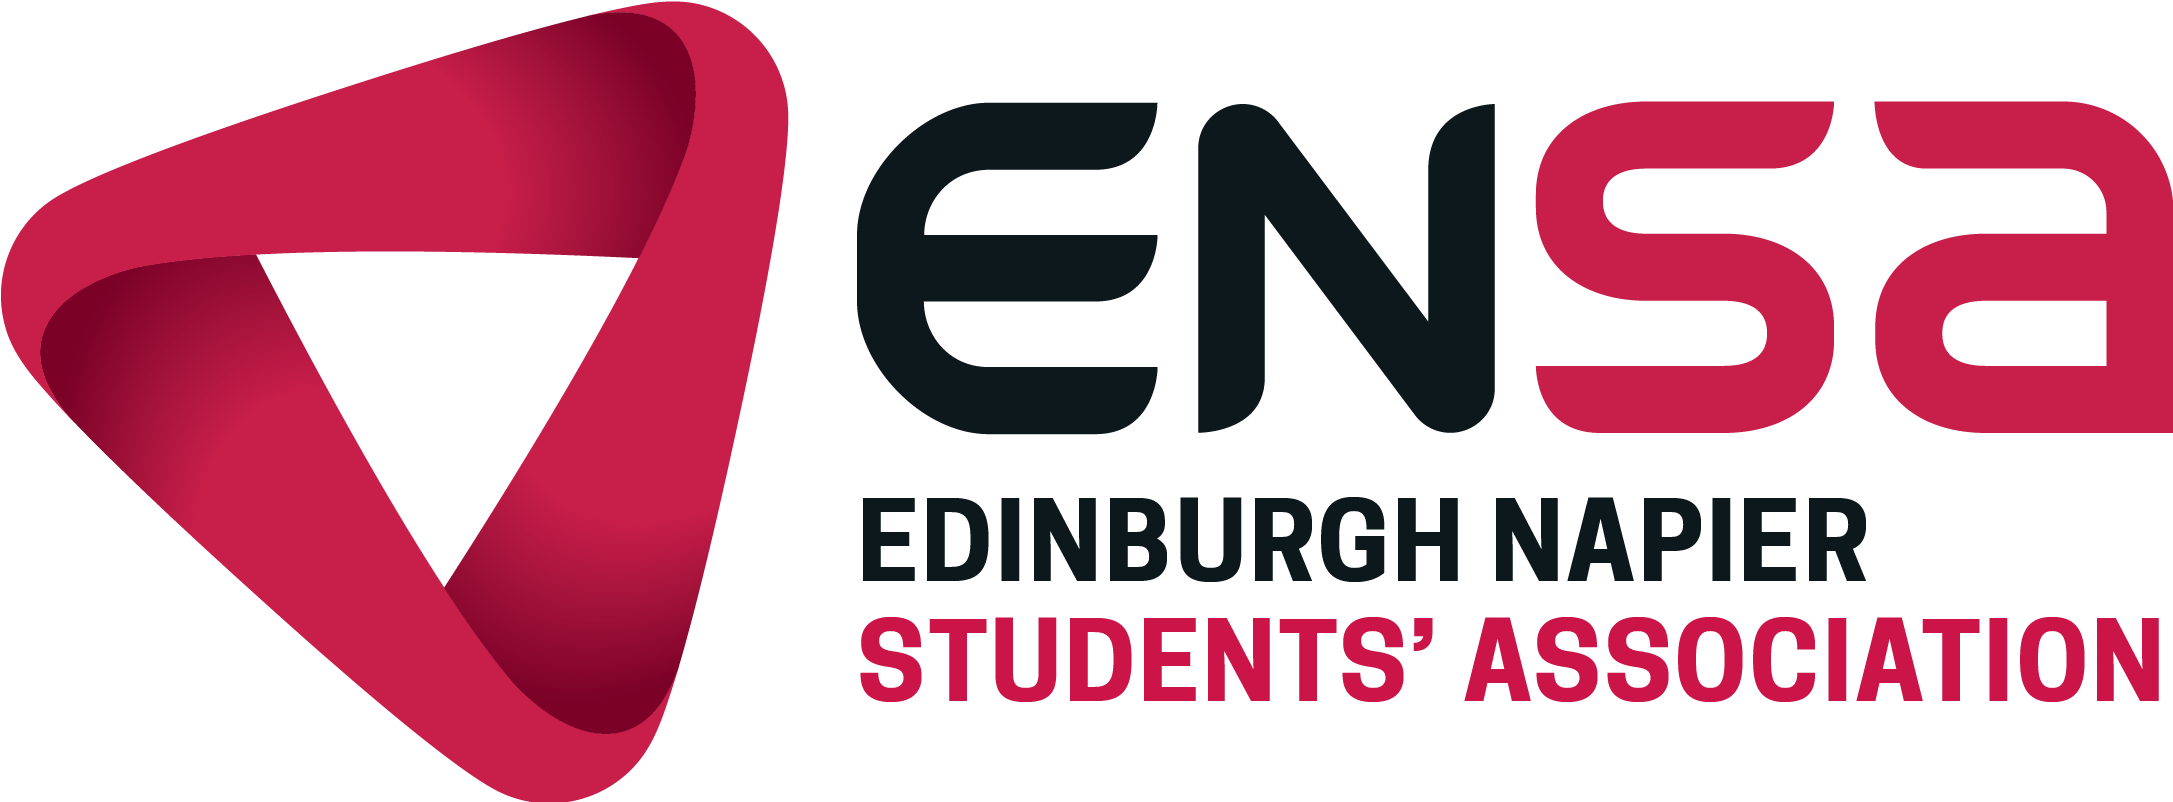 ENSA
EDINBURGH NAPIER
STUDENTS’ ASSOCIATION